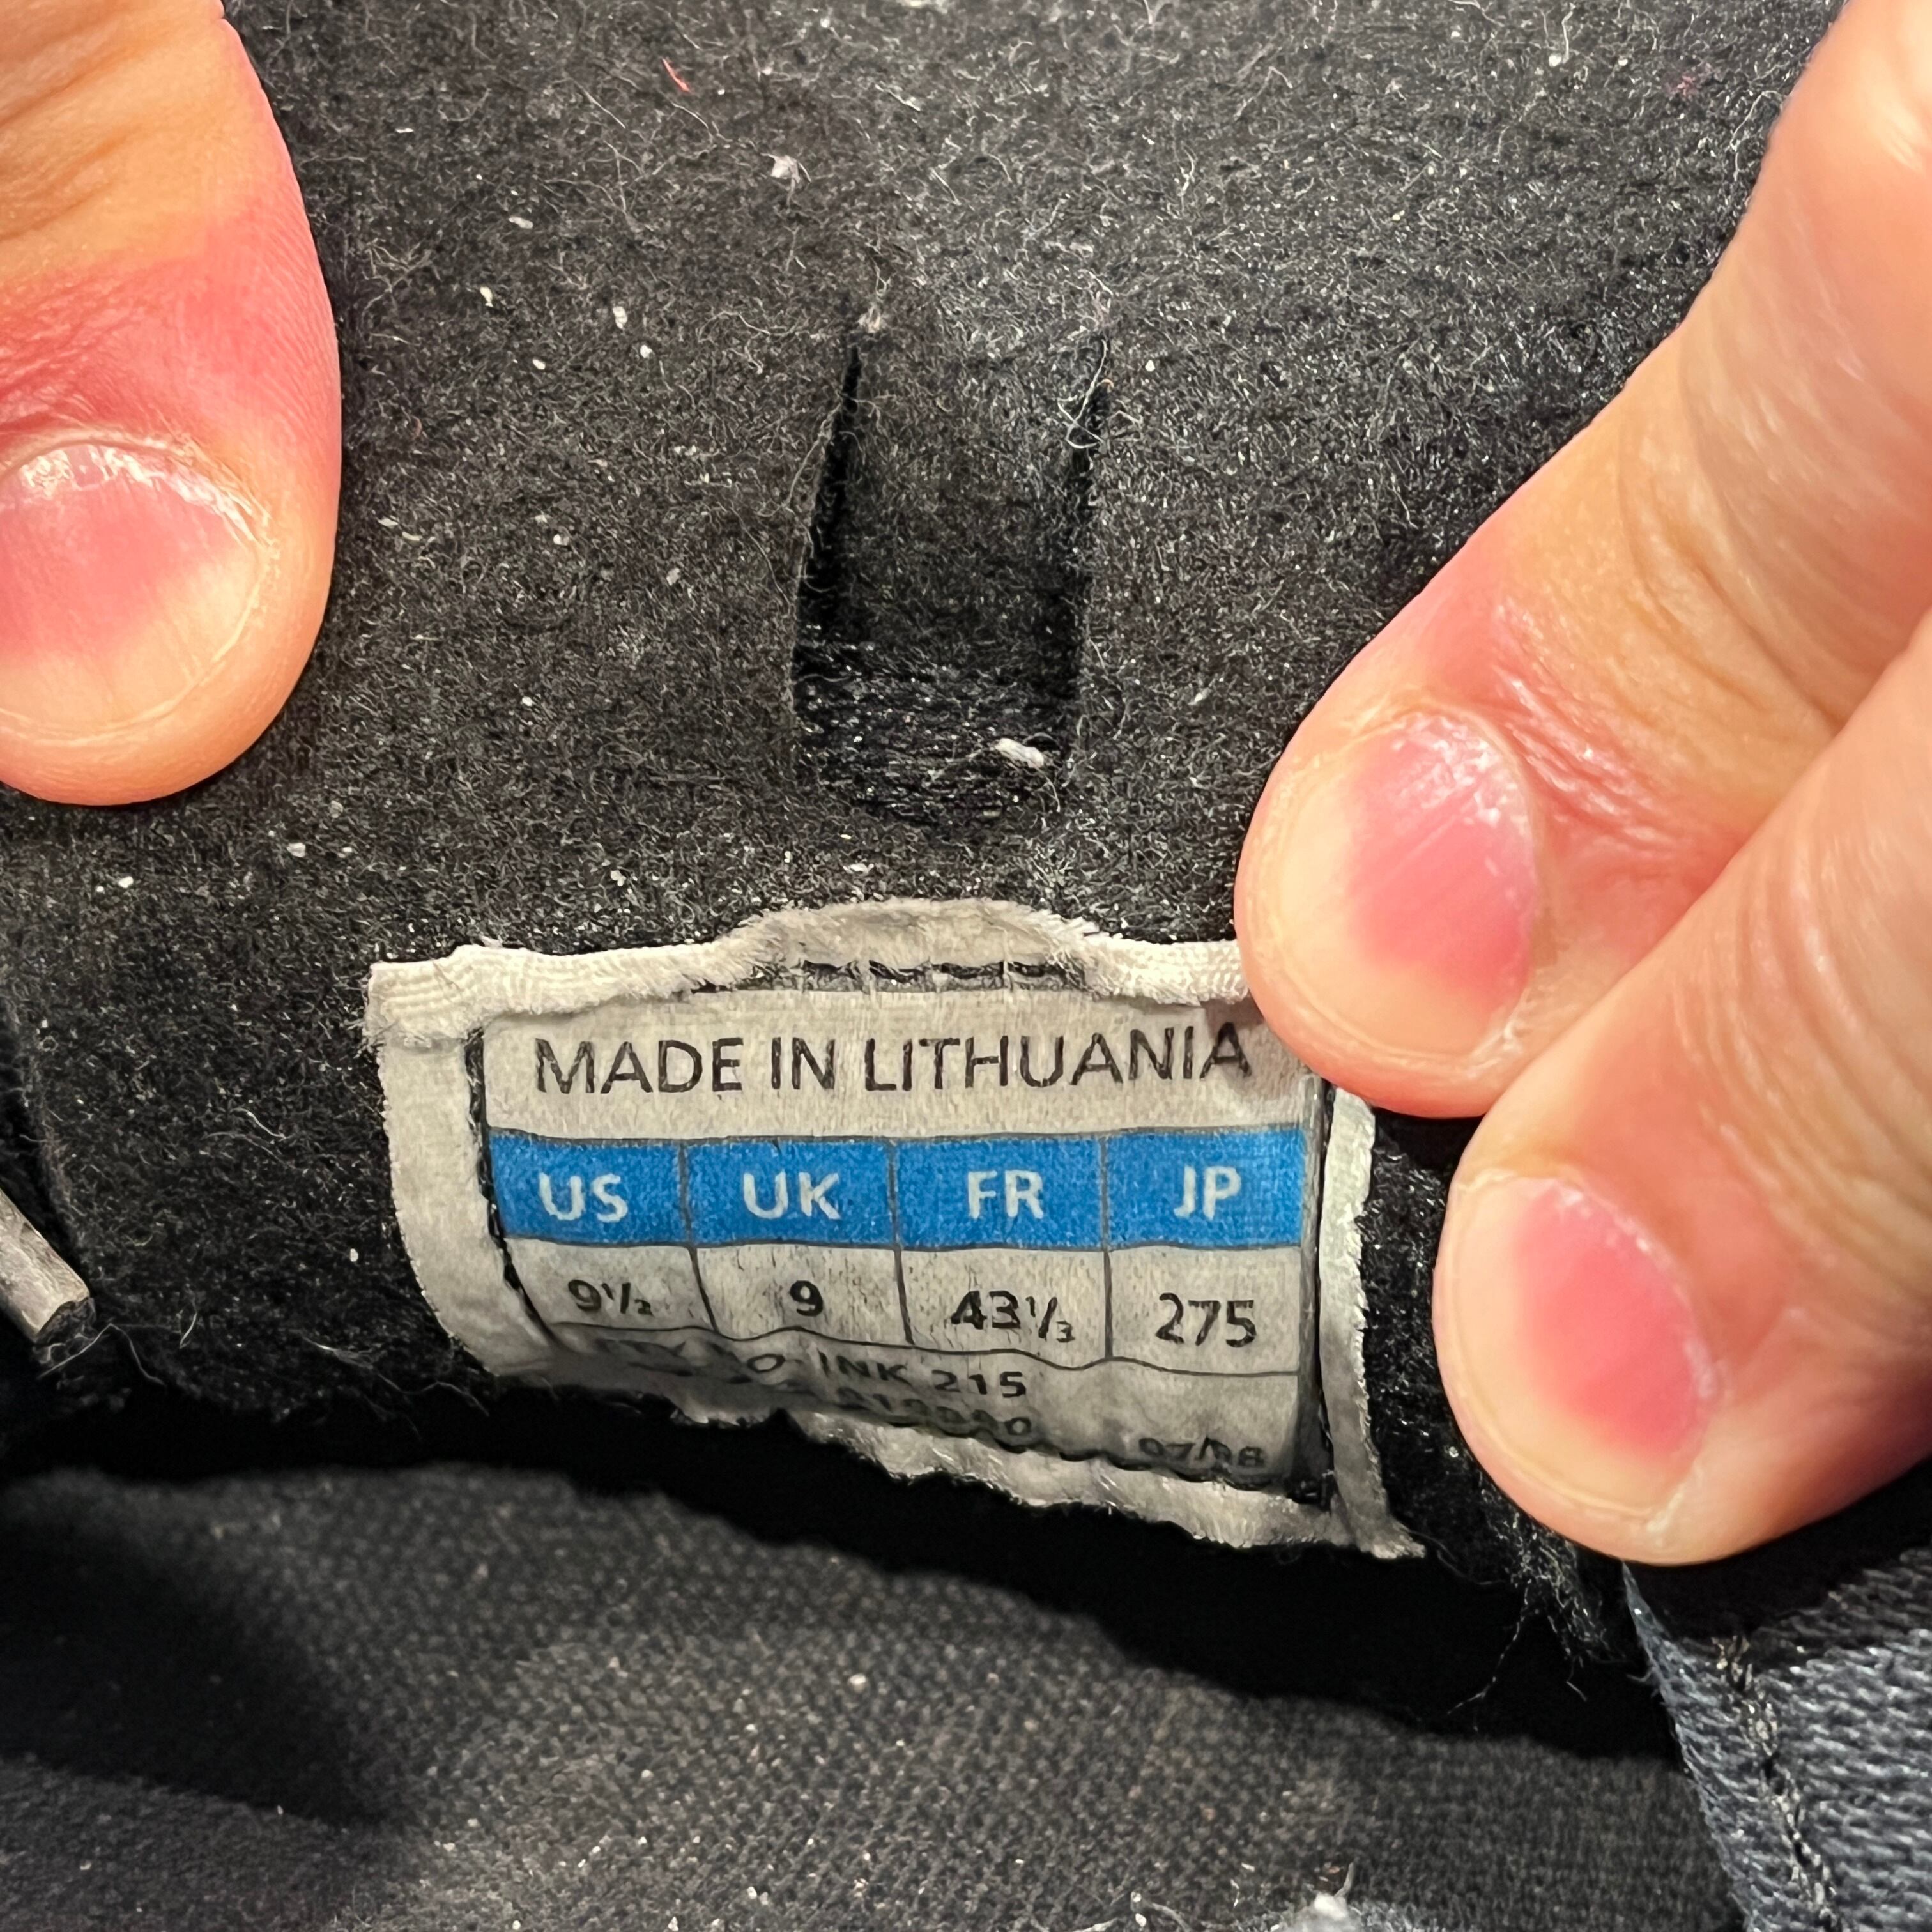 MADE IN LITHUANIA
US UK FR JP
9½ 9 43⅓ 275
INK 215